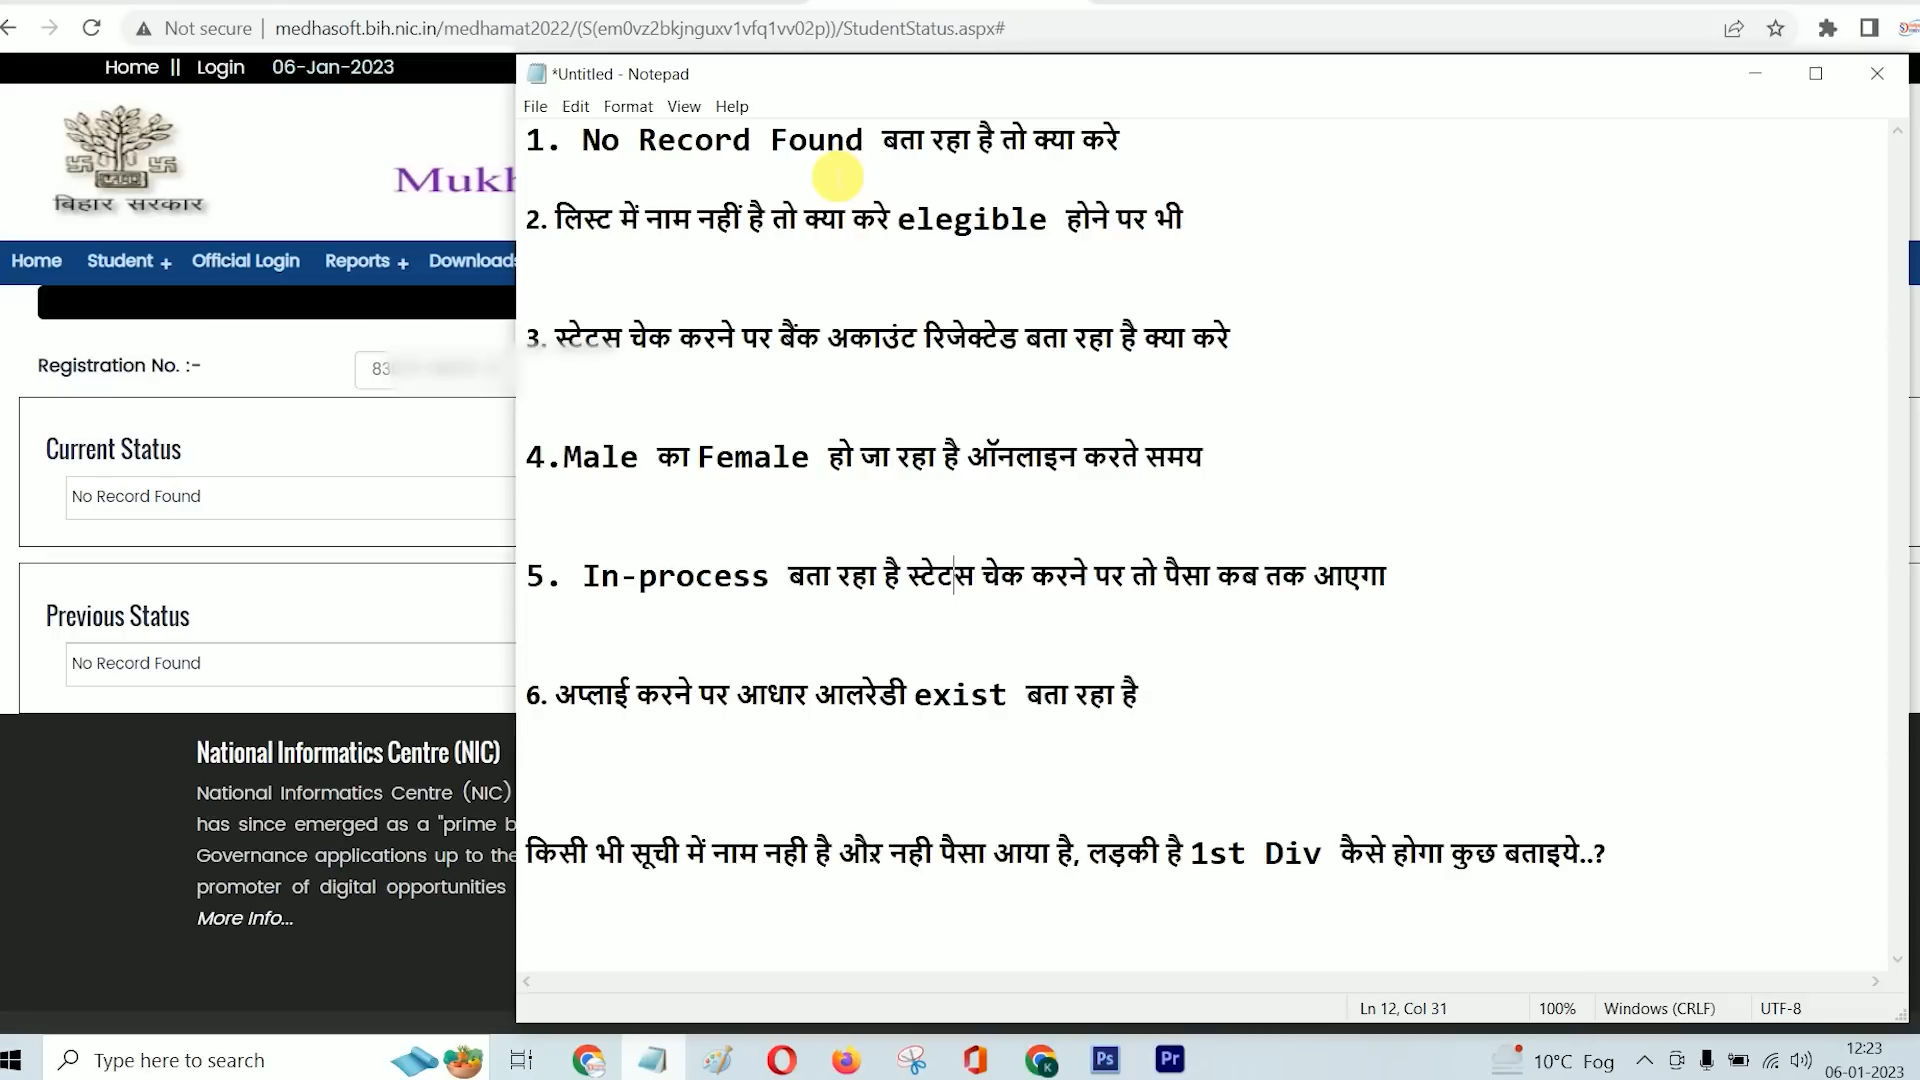 Not secure | medhasoft.bih.nic.in/medhamat2022/(S(em0vz2bkjnguxv1vfq1vv02p))/StudentStatus.aspx#
Home || Login 06-Jan-2023
बिहार सरकार
Home Student + Official Login Reports + Downloads
Registration No. :-
83
Current Status
No Record Found
Previous Status
No Record Found
National Informatics Centre (NIC)
National Informatics Centre (NIC)
has since emerged as a "prime b
Governance applications up to the
promoter of digital opportunities
More Info...
*Untitled - Notepad
File Edit Format View Help
1. No Record Found बता रहा है तो क्या करे
2. लिस्ट में नाम नहीं है तो क्या करे elegible होने पर भी
3. स्टेटस चेक करने पर बैंक अकाउंट रिजेक्टेड बता रहा है क्या करे
4.Male का Female हो जा रहा है ऑनलाइन करते समय
5. In-process बता रहा है स्टेटस चेक करने पर तो पैसा कब तक आएगा
6. अप्लाई करने पर आधार आलरेडी exist बता रहा है
किसी भी सूची में नाम नही है औऱ नही पैसा आया है, लड़की है 1st Div कैसे होगा कुछ बताइये..?
Ln 12, Col 31 100% Windows (CRLF) UTF-8
Type here to search
Ps Pr
10°C Fog
12:23
06-01-2023